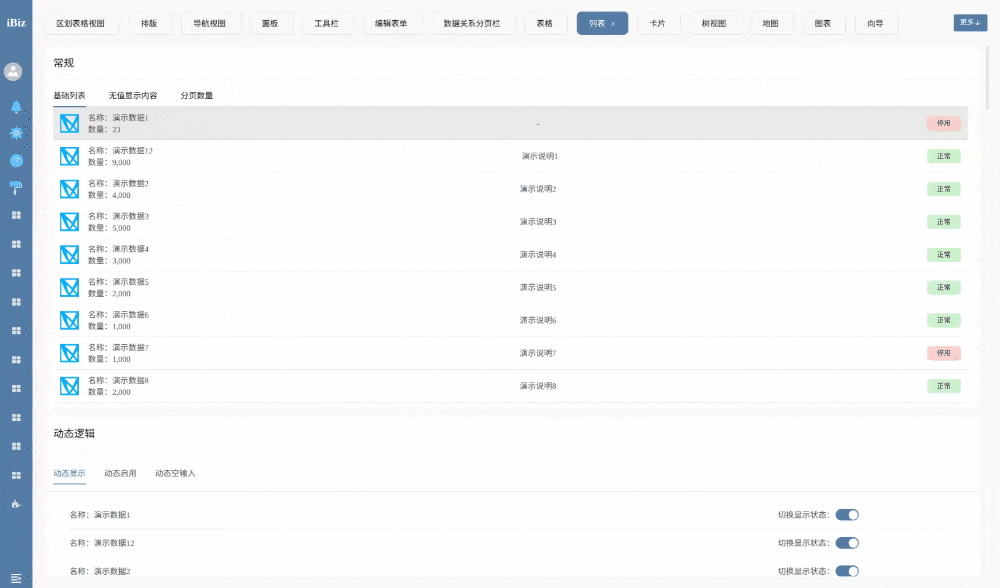 iBiz
区划表格视图 排版 导航视图 面板 工具栏 编辑表单 数据关系分页栏 表格 列表 × 卡片 树视图 地图 图表 向导 更多↓
常规
基础列表 无值显示内容 分页数量
名称：演示数据1
数量：23
-
停用
名称：演示数据12
数量：9,000
演示说明1
正常
名称：演示数据2
数量：4,000
演示说明2
正常
名称：演示数据3
数量：5,000
演示说明3
正常
名称：演示数据4
数量：3,000
演示说明4
正常
名称：演示数据5
数量：2,000
演示说明5
正常
名称：演示数据6
数量：1,000
演示说明6
正常
名称：演示数据7
数量：1,000
演示说明7
停用
名称：演示数据8
数量：2,000
演示说明8
正常
动态逻辑
动态显示 动态启用 动态空输入
名称：演示数据1 切换显示状态：
名称：演示数据12 切换显示状态：
名称：演示数据2 切换显示状态：